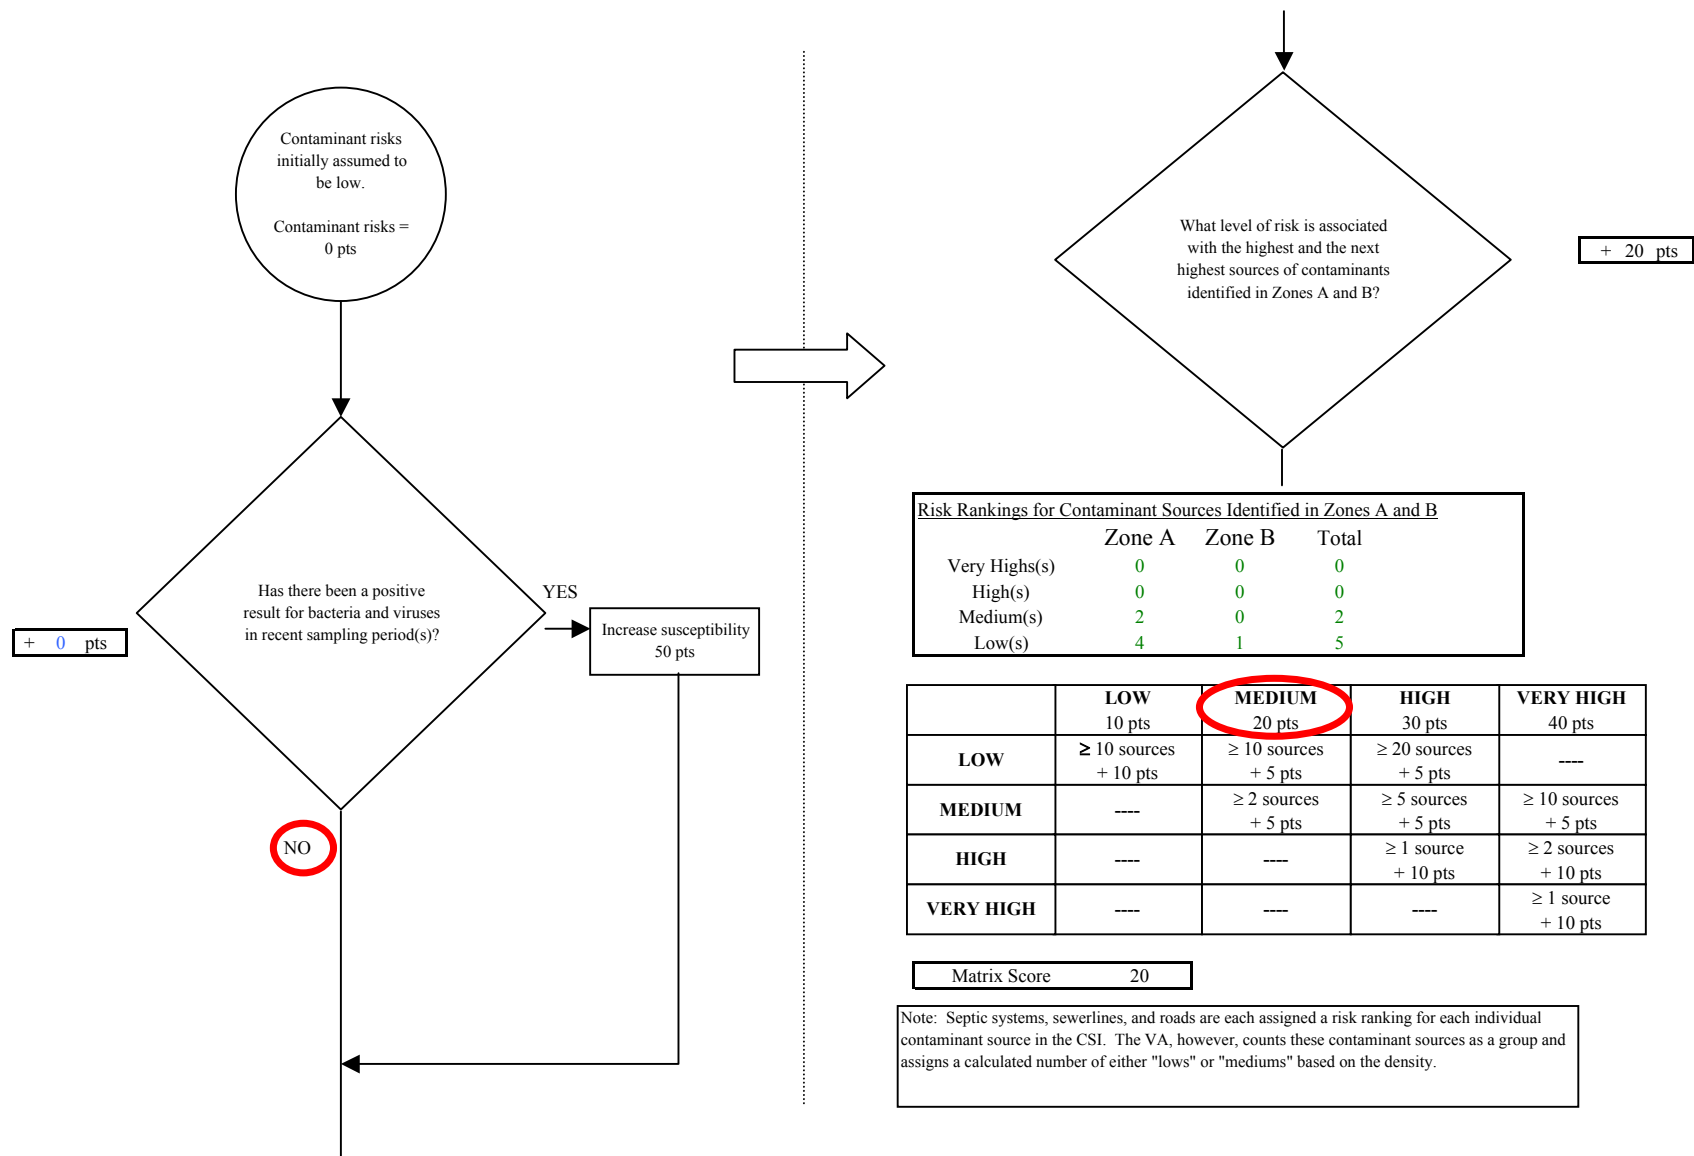 Contaminant risks
initially assumed to
be low.
Contaminant risks =
0 pts
Has there been a positive
result for bacteria and viruses
in recent sampling period(s)?
YES
+ 0 pts
Increase susceptibility
50 pts
NO
What level of risk is associated
with the highest and the next
highest sources of contaminants
identified in Zones A and B?
+ 20 pts
Risk Rankings for Contaminant Sources Identified in Zones A and B
Zone A Zone B Total
Very Highs(s) 0 0 0
High(s) 0 0 0
Medium(s) 2 0 2
Low(s) 4 1 5
LOW MEDIUM HIGH VERY HIGH
10 pts 20 pts 30 pts 40 pts
LOW ≥ 10 sources ≥ 10 sources ≥ 20 sources ----
+ 10 pts + 5 pts + 5 pts
MEDIUM ---- ≥ 2 sources ≥ 5 sources ≥ 10 sources
+ 5 pts + 5 pts + 5 pts
HIGH ---- ---- ≥ 1 source ≥ 2 sources
+ 10 pts + 10 pts
VERY HIGH ---- ---- ---- ≥ 1 source
+ 10 pts
Matrix Score 20
Note: Septic systems, sewerlines, and roads are each assigned a risk ranking for each individual
contaminant source in the CSI. The VA, however, counts these contaminant sources as a group and
assigns a calculated number of either "lows" or "mediums" based on the density.